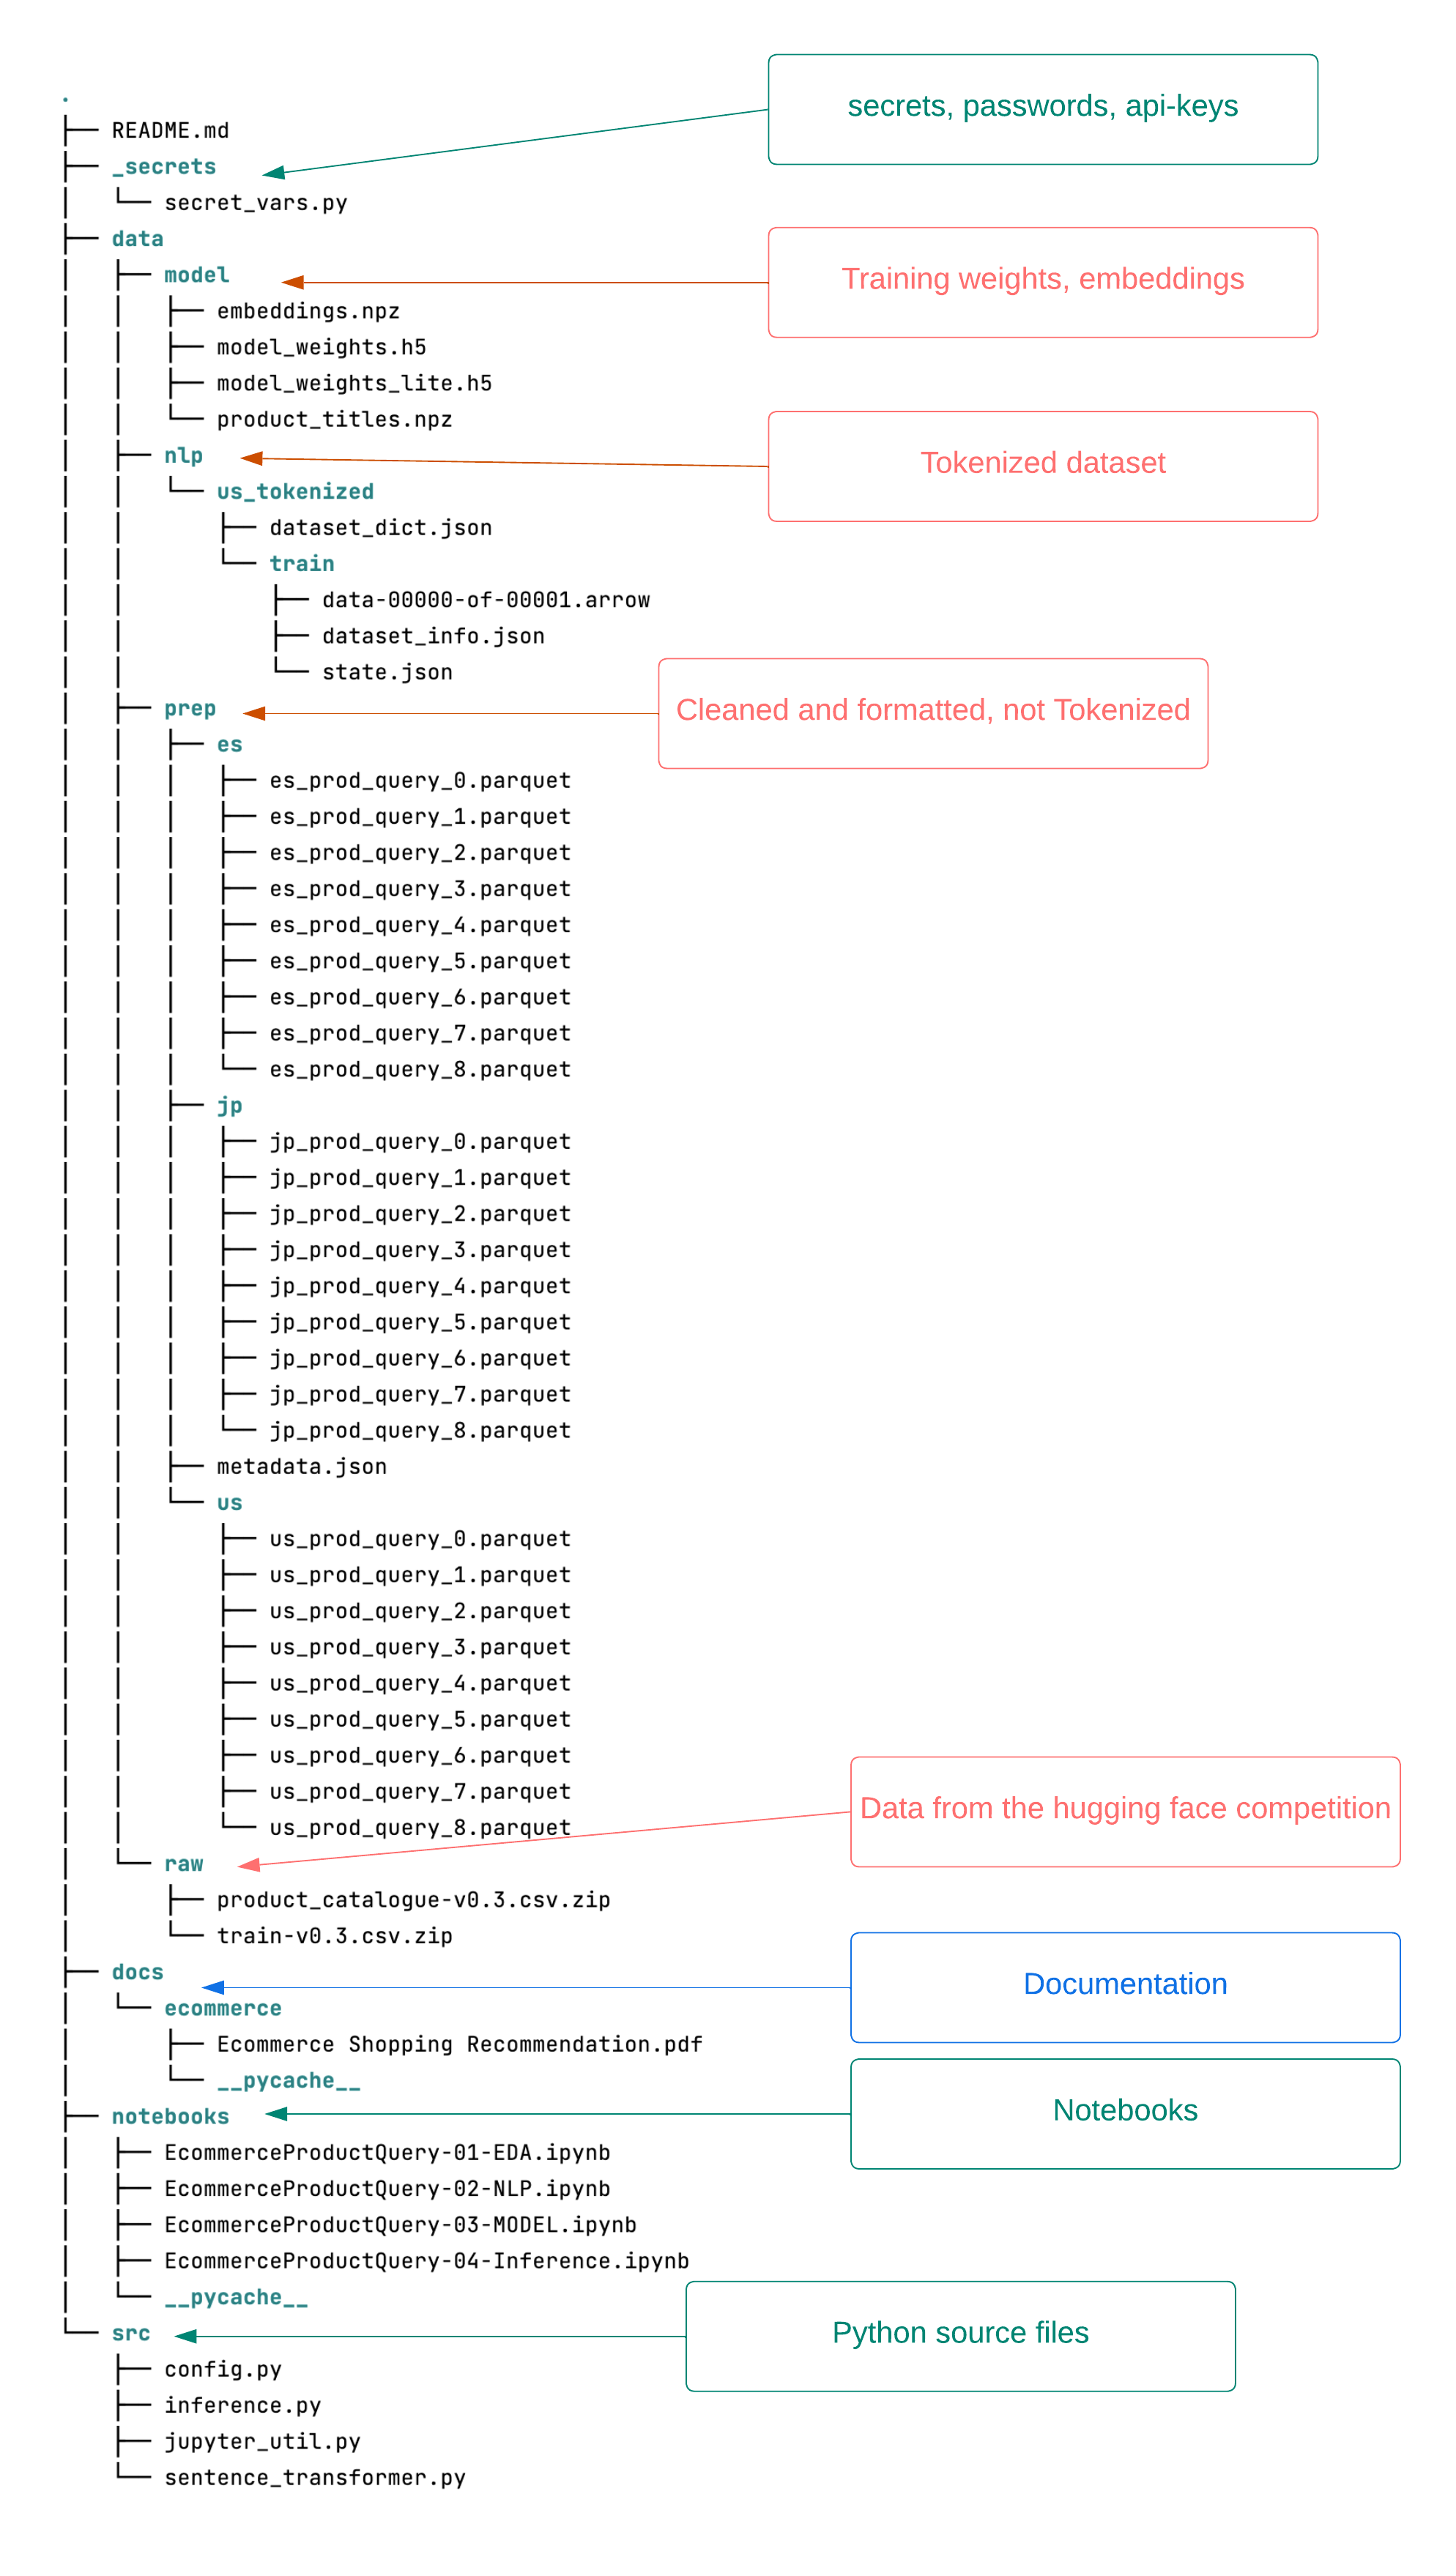 .
├── README.md
├── _secrets
│   └── secret_vars.py
├── data
│   ├── model
│   │   ├── embeddings.npz
│   │   ├── model_weights.h5
│   │   ├── model_weights_lite.h5
│   │   └── product_titles.npz
│   ├── nlp
│   │   └── us_tokenized
│   │       ├── dataset_dict.json
│   │       └── train
│   │           ├── data-00000-of-00001.arrow
│   │           ├── dataset_info.json
│   │           └── state.json
│   ├── prep
│   │   ├── es
│   │   │   ├── es_prod_query_0.parquet
│   │   │   ├── es_prod_query_1.parquet
│   │   │   ├── es_prod_query_2.parquet
│   │   │   ├── es_prod_query_3.parquet
│   │   │   ├── es_prod_query_4.parquet
│   │   │   ├── es_prod_query_5.parquet
│   │   │   ├── es_prod_query_6.parquet
│   │   │   ├── es_prod_query_7.parquet
│   │   │   └── es_prod_query_8.parquet
│   │   ├── jp
│   │   │   ├── jp_prod_query_0.parquet
│   │   │   ├── jp_prod_query_1.parquet
│   │   │   ├── jp_prod_query_2.parquet
│   │   │   ├── jp_prod_query_3.parquet
│   │   │   ├── jp_prod_query_4.parquet
│   │   │   ├── jp_prod_query_5.parquet
│   │   │   ├── jp_prod_query_6.parquet
│   │   │   ├── jp_prod_query_7.parquet
│   │   │   └── jp_prod_query_8.parquet
│   │   ├── metadata.json
│   │   └── us
│   │       ├── us_prod_query_0.parquet
│   │       ├── us_prod_query_1.parquet
│   │       ├── us_prod_query_2.parquet
│   │       ├── us_prod_query_3.parquet
│   │       ├── us_prod_query_4.parquet
│   │       ├── us_prod_query_5.parquet
│   │       ├── us_prod_query_6.parquet
│   │       ├── us_prod_query_7.parquet
│   │       └── us_prod_query_8.parquet
│   └── raw
│       ├── product_catalogue-v0.3.csv.zip
│       └── train-v0.3.csv.zip
├── docs
│   └── ecommerce
│       ├── Ecommerce Shopping Recommendation.pdf
│       └── __pycache__
├── notebooks
│   ├── EcommerceProductQuery-01-EDA.ipynb
│   ├── EcommerceProductQuery-02-NLP.ipynb
│   ├── EcommerceProductQuery-03-MODEL.ipynb
│   ├── EcommerceProductQuery-04-Inference.ipynb
│   └── __pycache__
└── src
    ├── config.py
    ├── inference.py
    ├── jupyter_util.py
    └── sentence_transformer.py
secrets, passwords, api-keys
Training weights, embeddings
Tokenized dataset
Cleaned and formatted, not Tokenized
Data from the hugging face competition
Documentation
Notebooks
Python source files